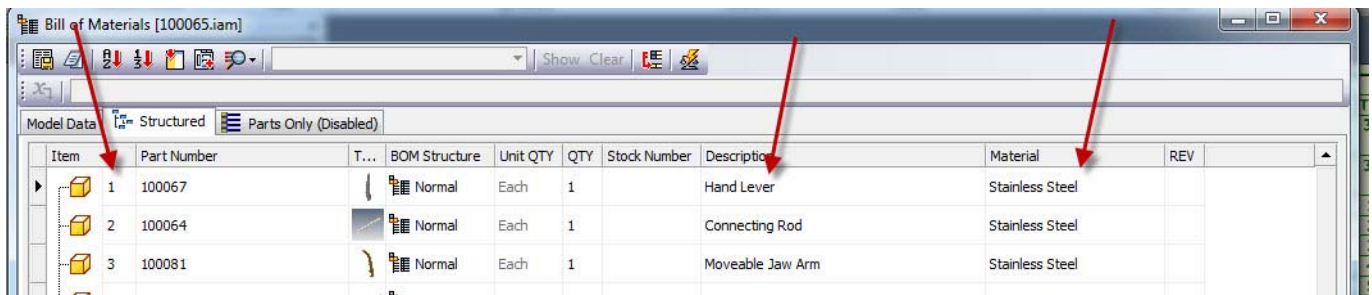 Bill of Materials [100065.iam]
Show Clear
Model Data Structured Parts Only (Disabled)
Item Part Number T... BOM Structure Unit QTY QTY Stock Number Description Material REV
1 100067 Normal Each 1 Hand Lever Stainless Steel
2 100064 Normal Each 1 Connecting Rod Stainless Steel
3 100081 Normal Each 1 Moveable Jaw Arm Stainless Steel